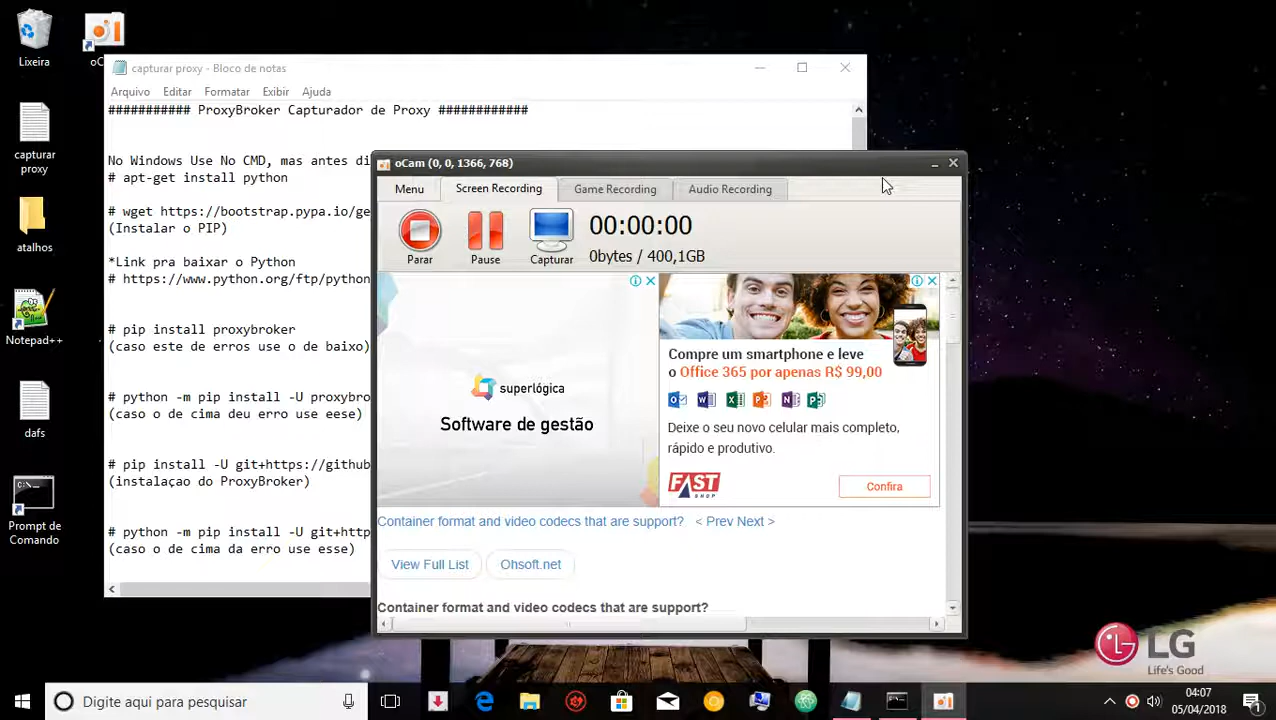 Lixeira
oC
capturar
proxy
atalhos
Notepad++
dafs
Prompt de
Comando
capturar proxy - Bloco de notas
Arquivo Editar Formatar Exibir Ajuda
########### ProxyBroker Capturador de Proxy ############
No Windows Use No CMD, mas antes di
# apt-get install python
# wget https://bootstrap.pypa.io/ge
(Instalar o PIP)
*Link pra baixar o Python
# https://www.python.org/ftp/python
# pip install proxybroker
(caso este de erros use o de baixo)
# python -m pip install -U proxybro
(caso o de cima deu erro use eese)
# pip install -U git+https://github
(instalaçao do ProxyBroker)
# python -m pip install -U git+http
(caso o de cima da erro use esse)
oCam (0, 0, 1366, 768)
Menu Screen Recording Game Recording Audio Recording
Parar Pause Capturar
00:00:00
0bytes / 400,1GB
superlógica
Software de gestão
Compre um smartphone e leve
o Office 365 por apenas R$ 99,00
Deixe o seu novo celular mais completo,
rápido e produtivo.
FAST
SHOP
Confira
Container format and video codecs that are support? < Prev Next >
View Full List Ohsoft.net
Container format and video codecs that are support?
LG
Life's Good
Digite aqui para pesquisar
04:07
05/04/2018